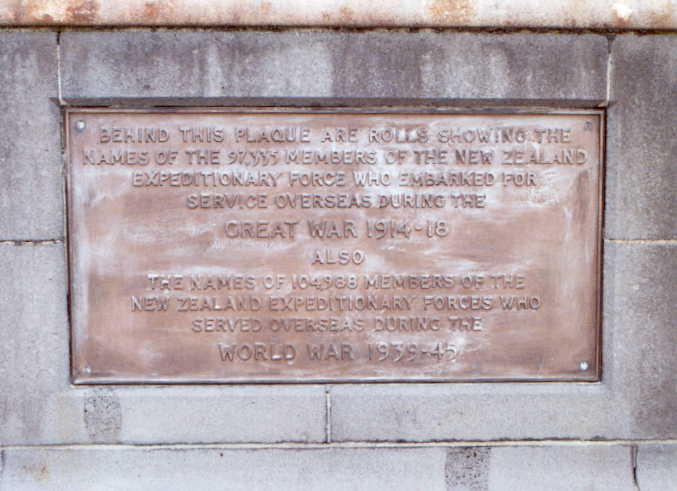 BEHIND THIS PLAQUE ARE ROLLS SHOWING THE
NAMES OF THE 97,335 MEMBERS OF THE NEW ZEALAND
EXPEDITIONARY FORCE WHO EMBARKED FOR
SERVICE OVERSEAS DURING THE
GREAT WAR 1914-18
ALSO
THE NAMES OF 104,988 MEMBERS OF THE
NEW ZEALAND EXPEDITIONARY FORCES WHO
SERVED OVERSEAS DURING THE
WORLD WAR 1939-45